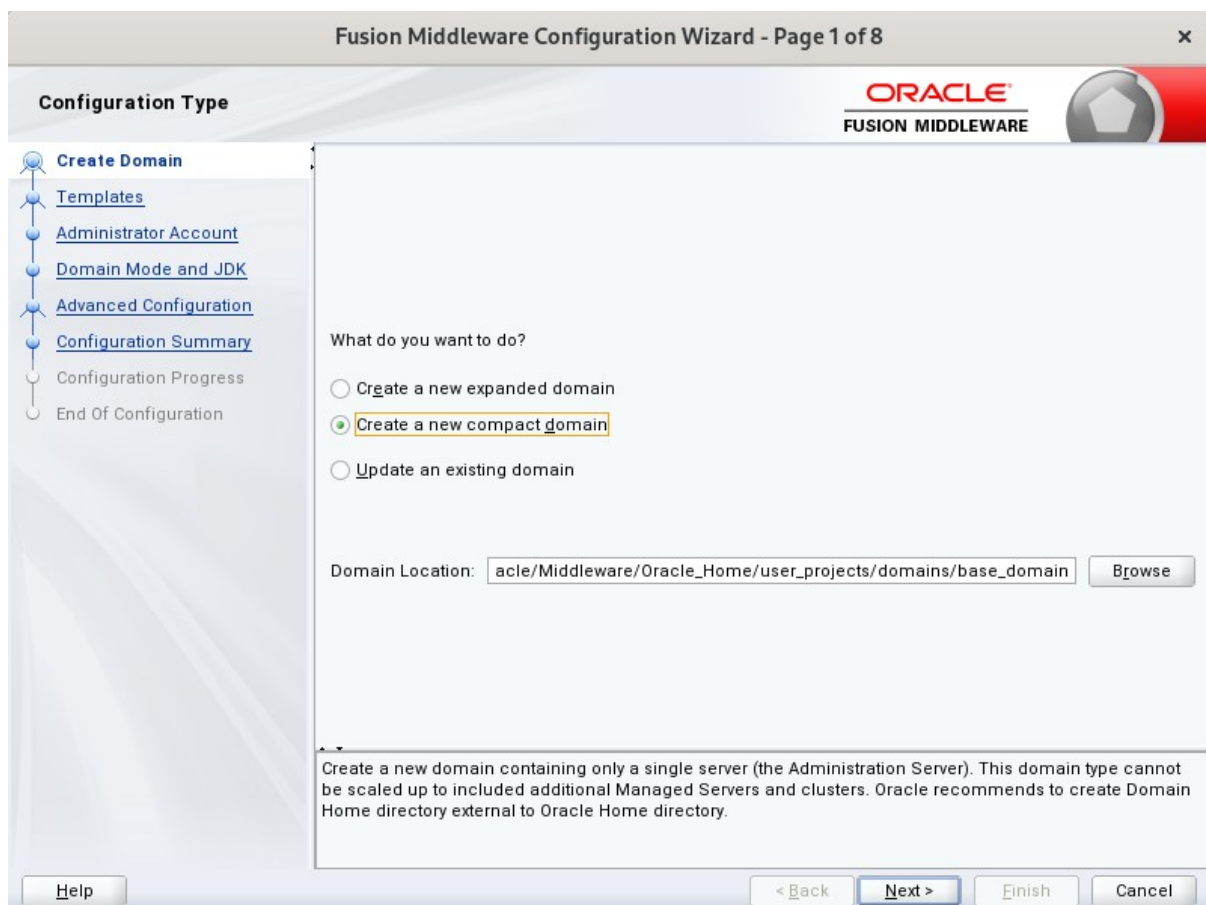 Fusion Middleware Configuration Wizard - Page 1 of 8
×
Configuration Type
ORACLE
FUSION MIDDLEWARE
Create Domain
Templates
Administrator Account
Domain Mode and JDK
Advanced Configuration
Configuration Summary
Configuration Progress
End Of Configuration
What do you want to do?
Create a new expanded domain
Create a new compact domain
Update an existing domain
Domain Location: acle/Middleware/Oracle_Home/user_projects/domains/base_domain Browse
Create a new domain containing only a single server (the Administration Server). This domain type cannot
be scaled up to included additional Managed Servers and clusters. Oracle recommends to create Domain
Home directory external to Oracle Home directory.
Help < Back Next > Finish Cancel